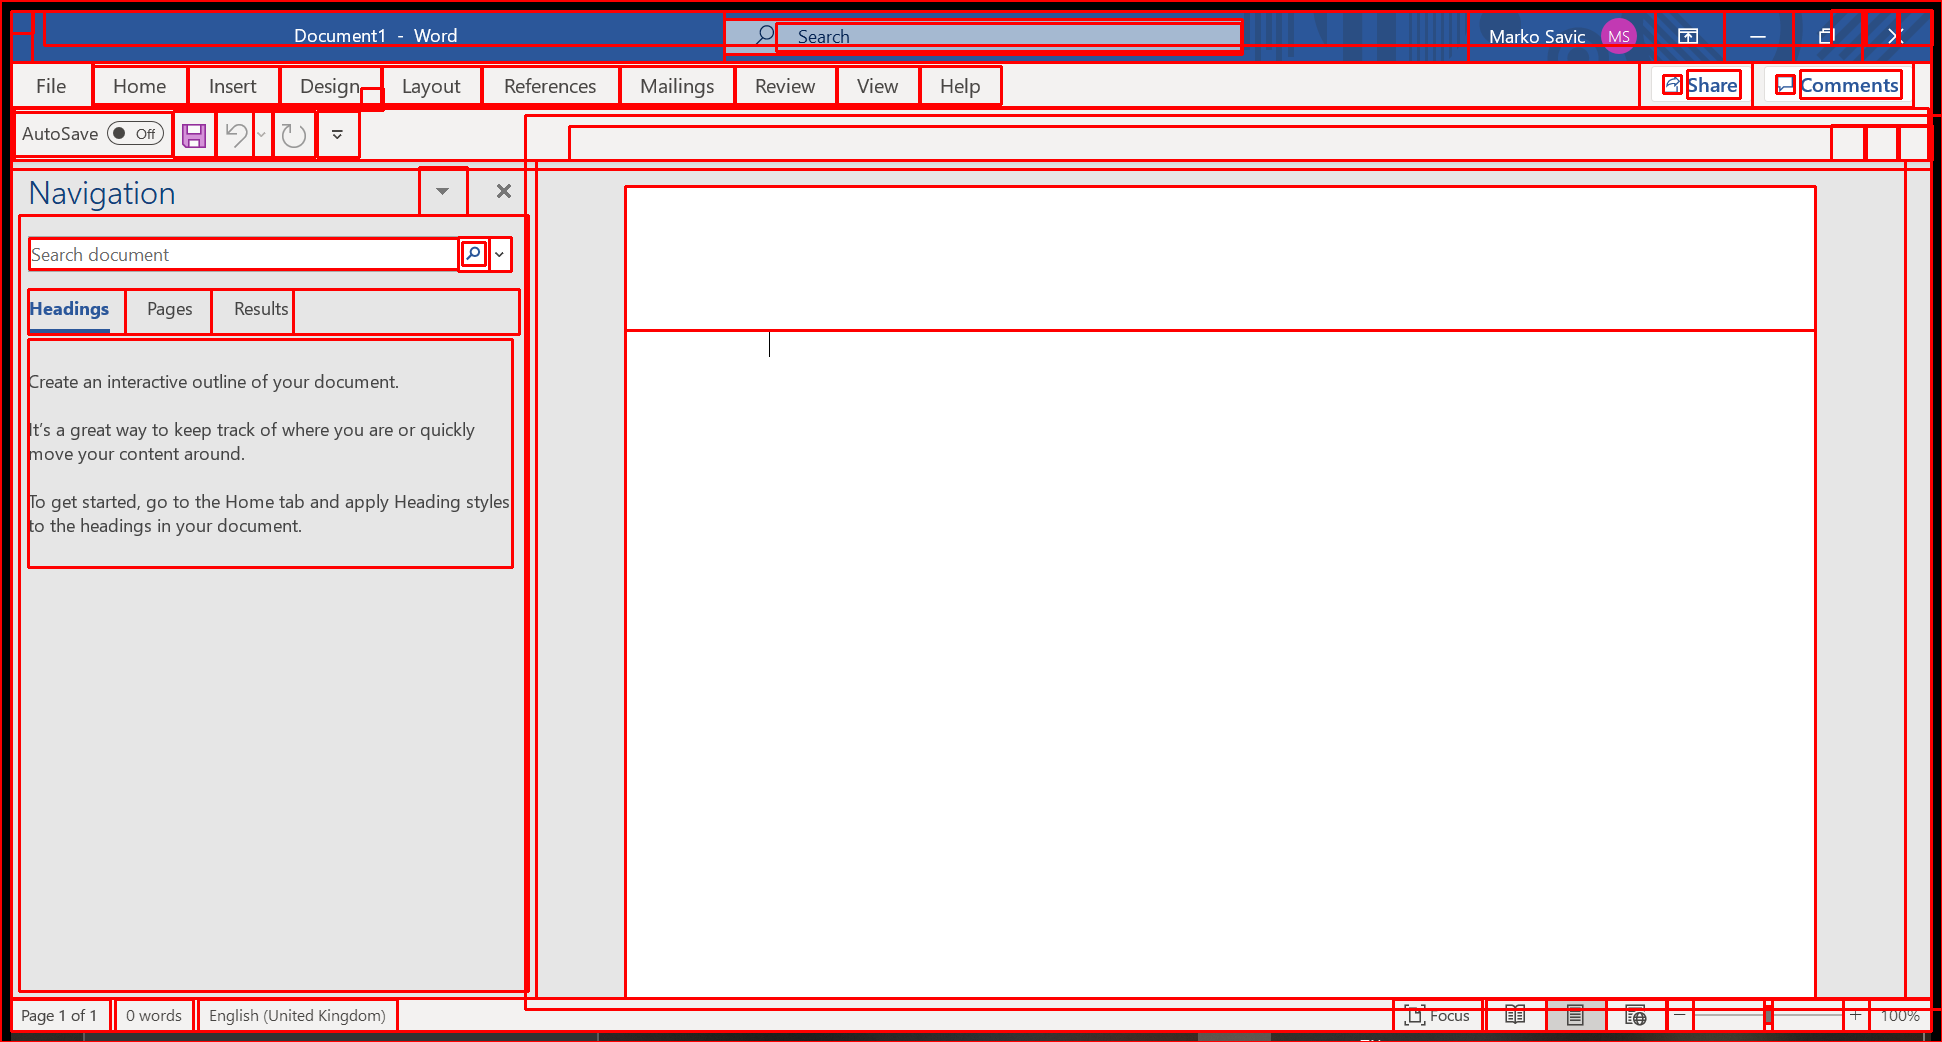 Document1 - Word
Search
Marko Savic
MS
File
Home
Insert
Design
Layout
References
Mailings
Review
View
Help
Share
Comments
AutoSave
Off
Navigation
Search document
Headings
Pages
Results
Create an interactive outline of your document.
It's a great way to keep track of where you are or quickly
move your content around.
To get started, go to the Home tab and apply Heading styles
to the headings in your document.
Page 1 of 1
0 words
English (United Kingdom)
Focus
100%